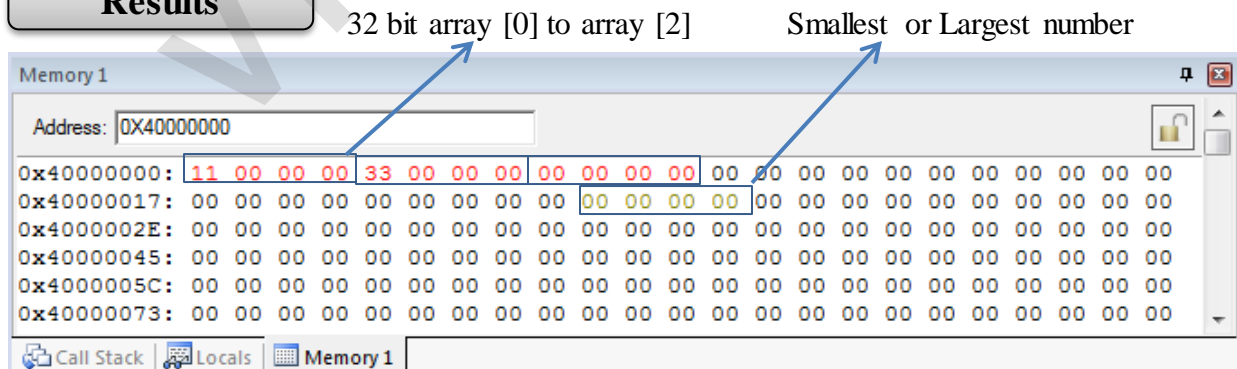 Results
32 bit array [0] to array [2]
Smallest or Largest number
Memory 1
Address: 0X40000000
0x40000000: 11 00 00 00 33 00 00 00 00 00 00 00 00 00 00 00 00 00 00 00 00 00 00
0x40000017: 00 00 00 00 00 00 00 00 00 00 00 00 00 00 00 00 00 00 00 00 00 00 00
0x4000002E: 00 00 00 00 00 00 00 00 00 00 00 00 00 00 00 00 00 00 00 00 00 00 00
0x40000045: 00 00 00 00 00 00 00 00 00 00 00 00 00 00 00 00 00 00 00 00 00 00 00
0x4000005C: 00 00 00 00 00 00 00 00 00 00 00 00 00 00 00 00 00 00 00 00 00 00 00
0x40000073: 00 00 00 00 00 00 00 00 00 00 00 00 00 00 00 00 00 00 00 00 00 00 00
Call Stack Locals Memory 1